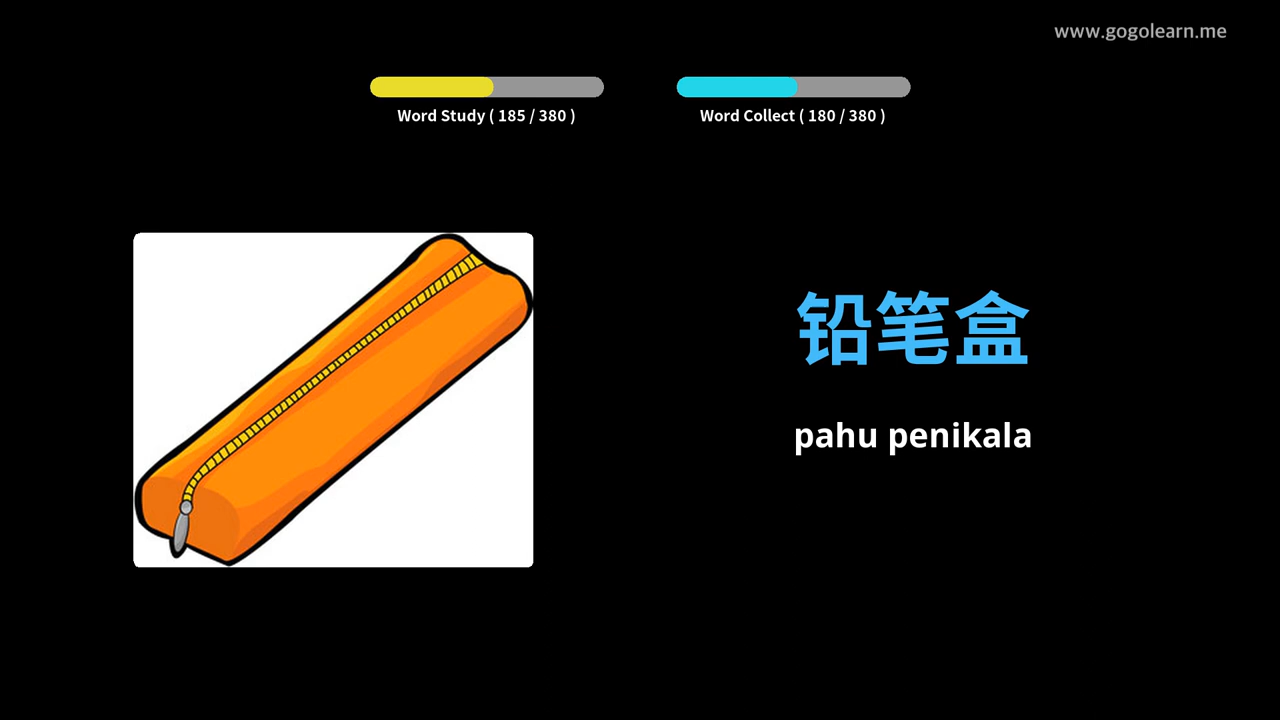 www.gogolearn.me
Word Study ( 185 / 380 )
Word Collect ( 180 / 380 )
铅笔盒
pahu penikala